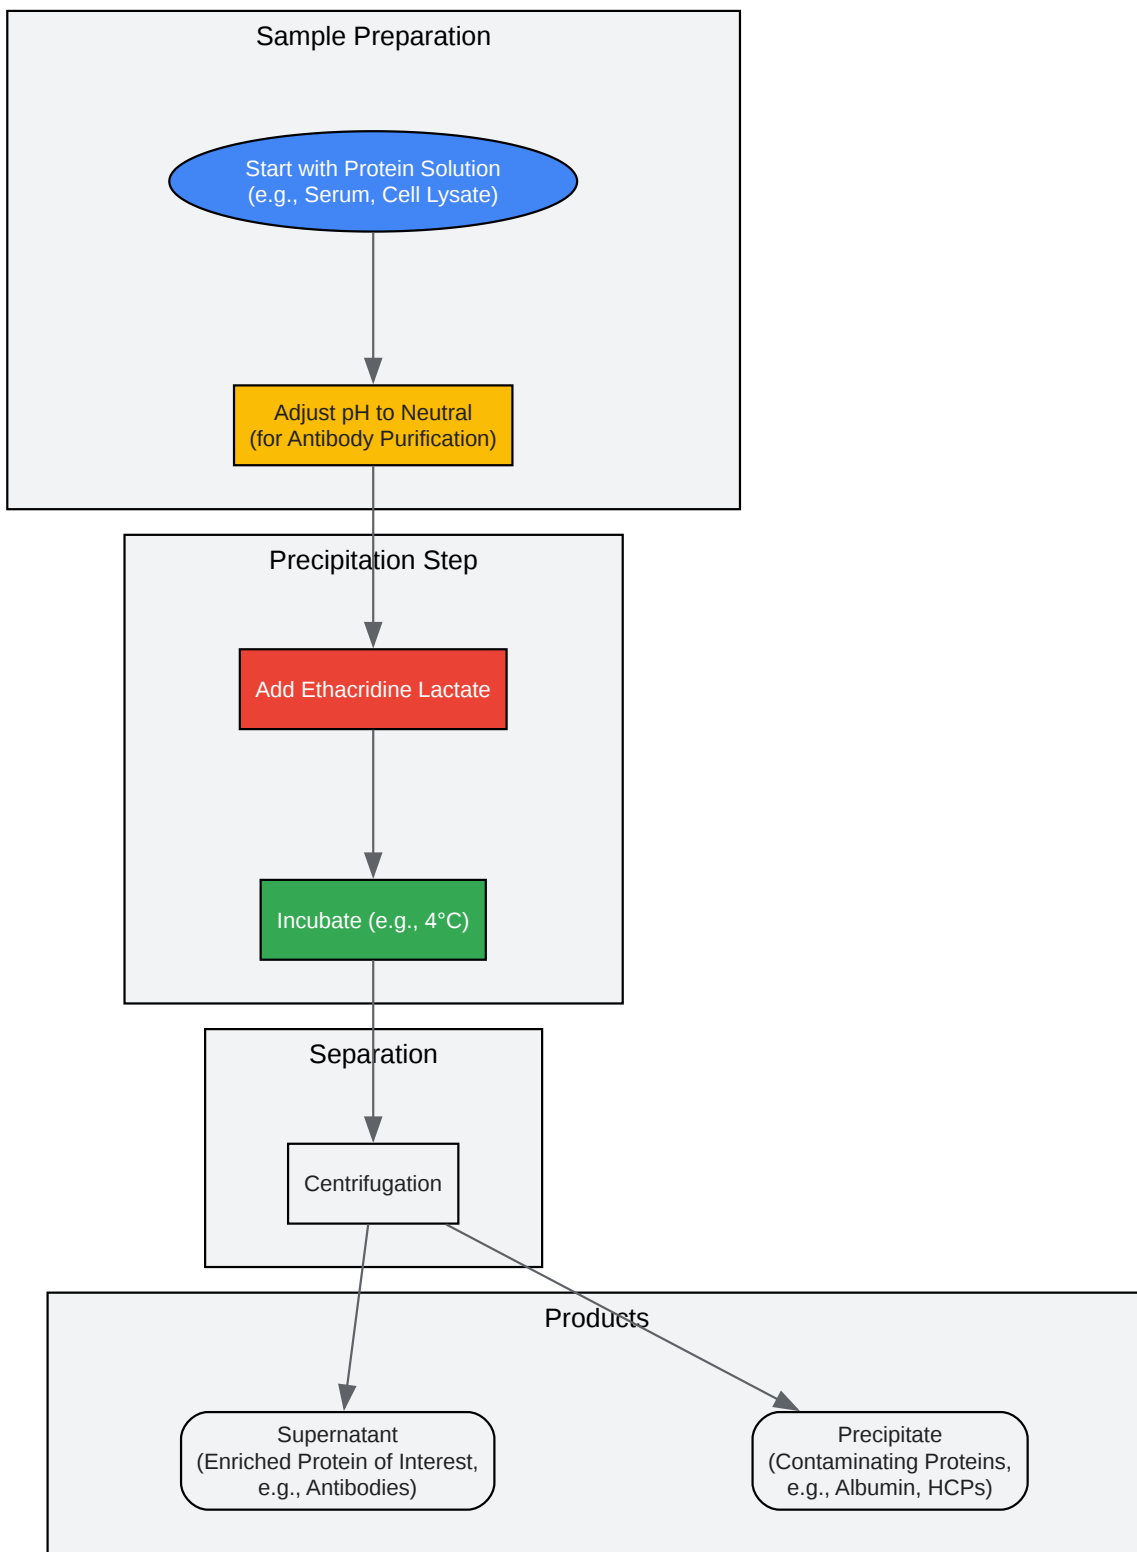 Sample Preparation
Start with Protein Solution
(e.g., Serum, Cell Lysate)
Adjust pH to Neutral
(for Antibody Purification)
Precipitation Step
Add Ethacridine Lactate
Incubate (e.g., 4°C)
Separation
Centrifugation
Products
Supernatant
(Enriched Protein of Interest,
e.g., Antibodies)
Precipitate
(Contaminating Proteins,
e.g., Albumin, HCPs)